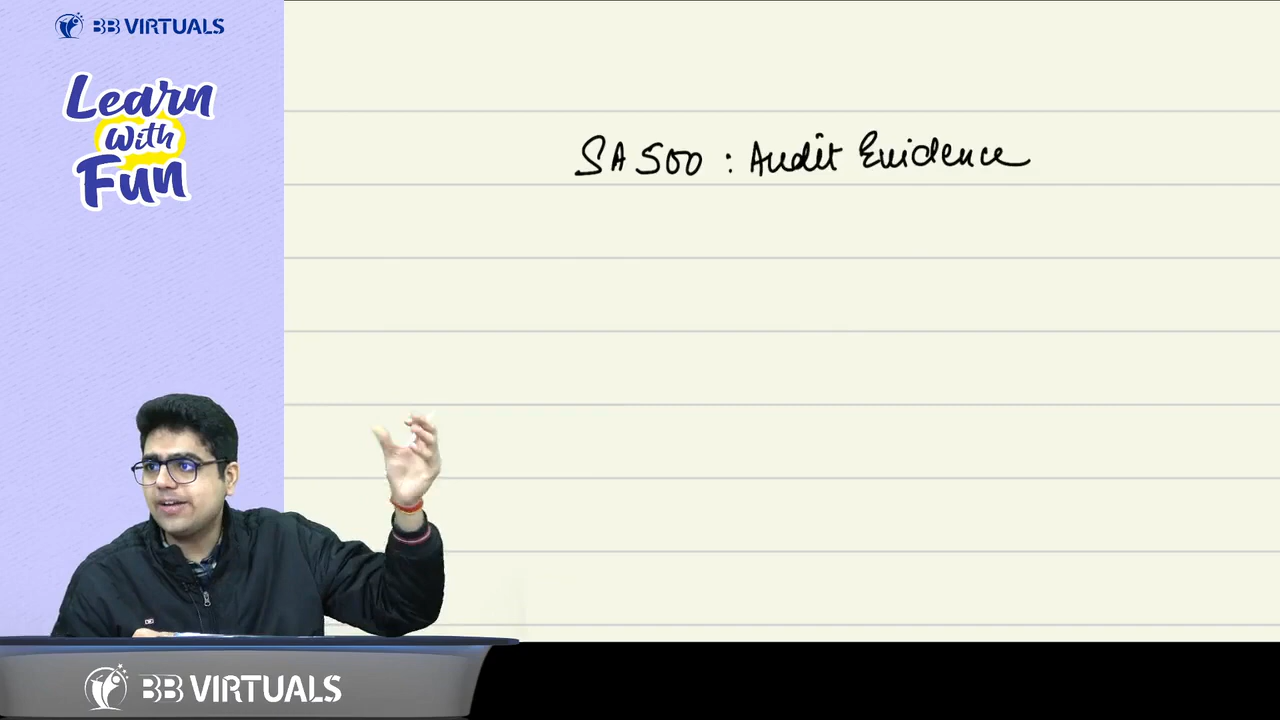 BB VIRTUALS
Learn
With
Fun
SA 500 : Audit Evidence
BB VIRTUALS